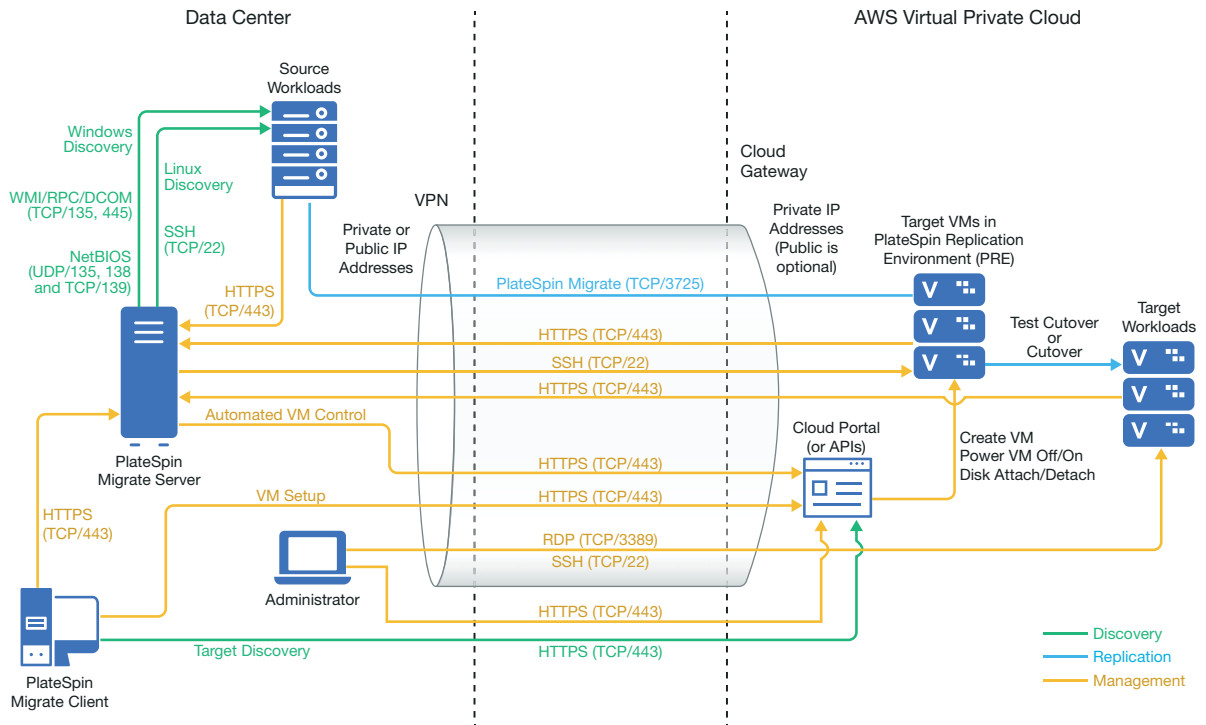 Data Center
AWS Virtual Private Cloud
Source
Workloads
Windows
Discovery
Linux
Discovery
WMI/RPC/DCOM
(TCP/135, 445)
SSH
(TCP/22)
NetBIOS
(UDP/135, 138
and TCP/139)
HTTPS
(TCP/443)
VPN
Private or
Public IP
Addresses
Cloud
Gateway
Private IP
Addresses
(Public is
optional)
Target VMs in
PlateSpin Replication
Environment (PRE)
PlateSpin Migrate (TCP/3725)
V
V
V
HTTPS (TCP/443)
SSH (TCP/22)
HTTPS (TCP/443)
Test Cutover
or
Cutover
Target
Workloads
V
V
V
Automated VM Control
HTTPS (TCP/443)
PlateSpin
Migrate Server
Cloud Portal
(or APIs)
Create VM
Power VM Off/On
Disk Attach/Detach
VM Setup
HTTPS (TCP/443)
HTTPS
(TCP/443)
RDP (TCP/3389)
SSH (TCP/22)
Administrator
HTTPS (TCP/443)
Target Discovery
HTTPS (TCP/443)
PlateSpin
Migrate Client
Discovery
Replication
Management